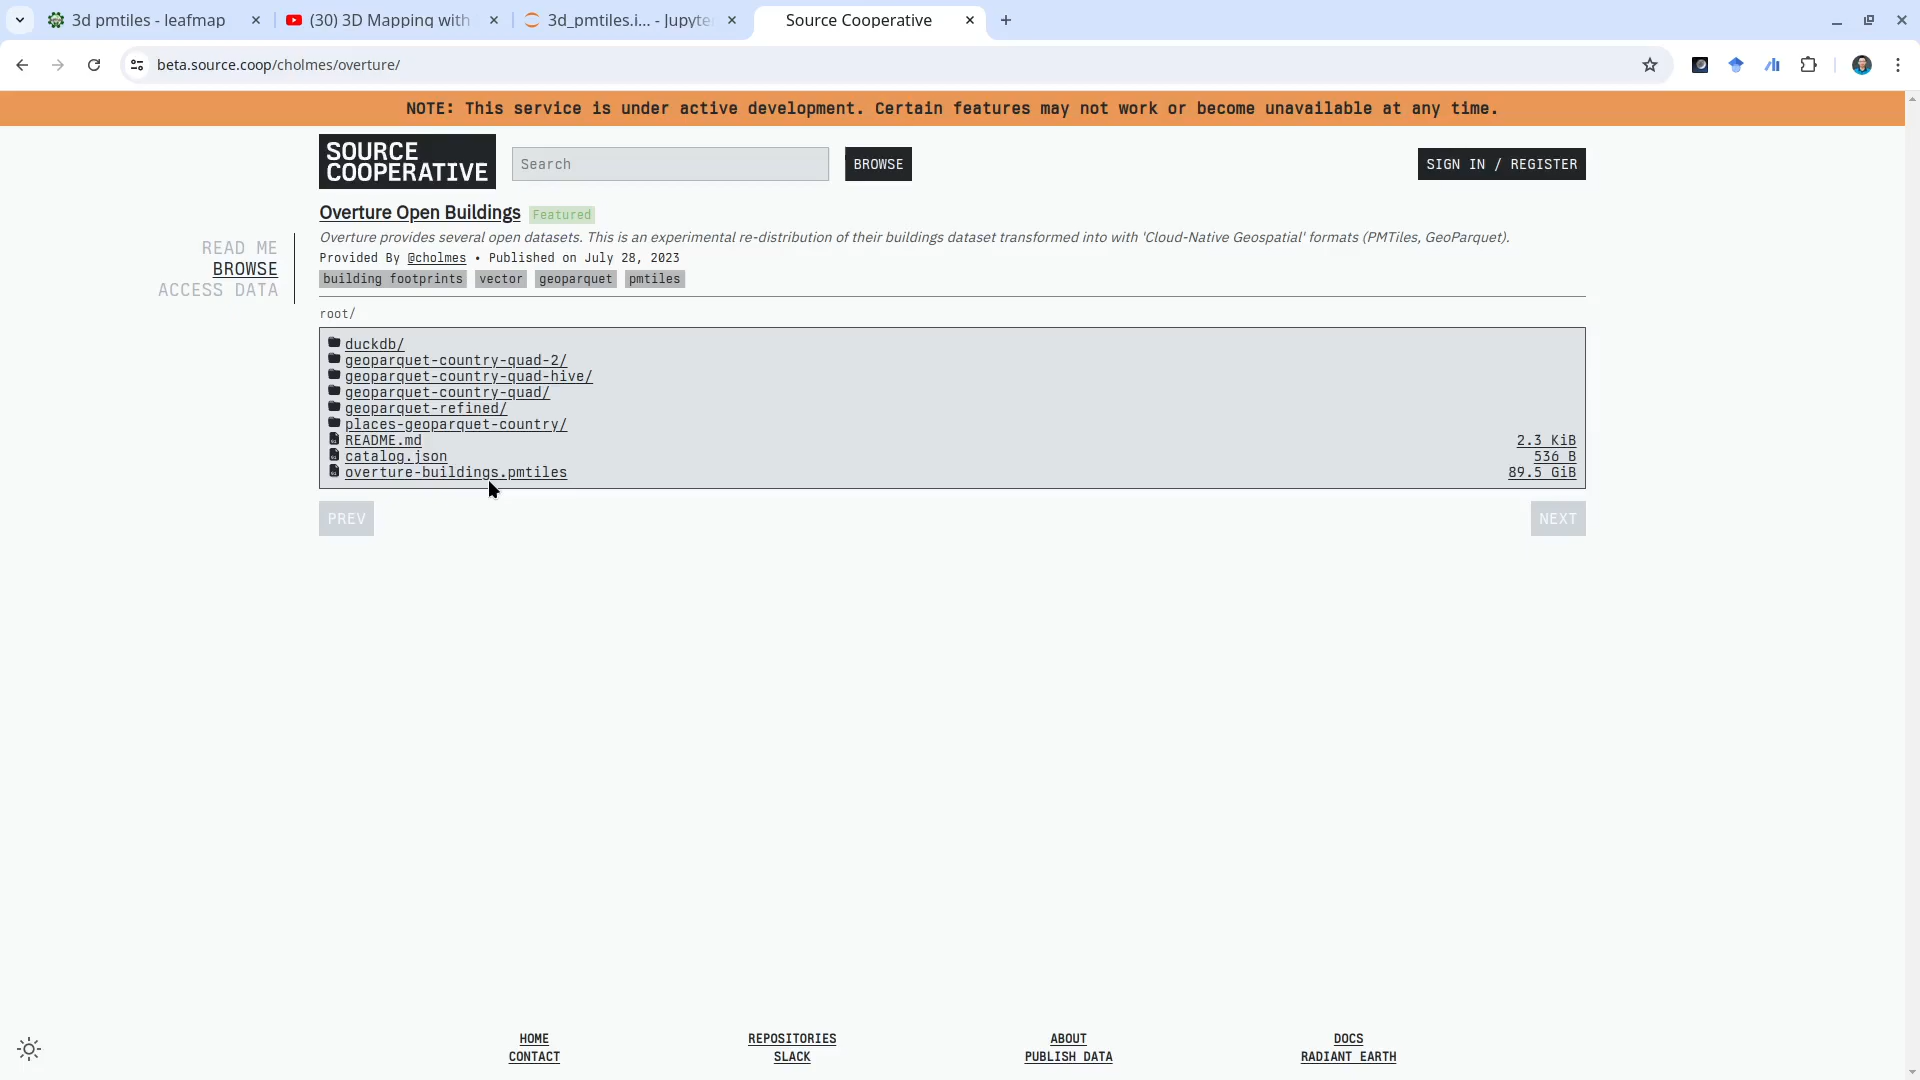 3d pmtiles - leafmap
(30) 3D Mapping with
3d_pmtiles.i... - Jupyte
Source Cooperative
beta.source.coop/cholmes/overture/
NOTE: This service is under active development. Certain features may not work or become unavailable at any time.
SOURCE
COOPERATIVE
Search
BROWSE
SIGN IN / REGISTER
Overture Open Buildings
Featured
Overture provides several open datasets. This is an experimental re-distribution of their buildings dataset transformed into with 'Cloud-Native Geospatial' formats (PMTiles, GeoParquet).
Provided By @cholmes • Published on July 28, 2023
building footprints vector geoparquet pmtiles
READ ME
BROWSE
ACCESS DATA
root/
duckdb/
geoparquet-country-quad-2/
geoparquet-country-quad-hive/
geoparquet-country-quad/
geoparquet-refined/
places-geoparquet-country/
README.md 2.3 KiB
catalog.json 536 B
overture-buildings.pmtiles 89.5 GiB
PREV
NEXT
HOME REPOSITORIES ABOUT DOCS
CONTACT SLACK PUBLISH DATA RADIANT EARTH